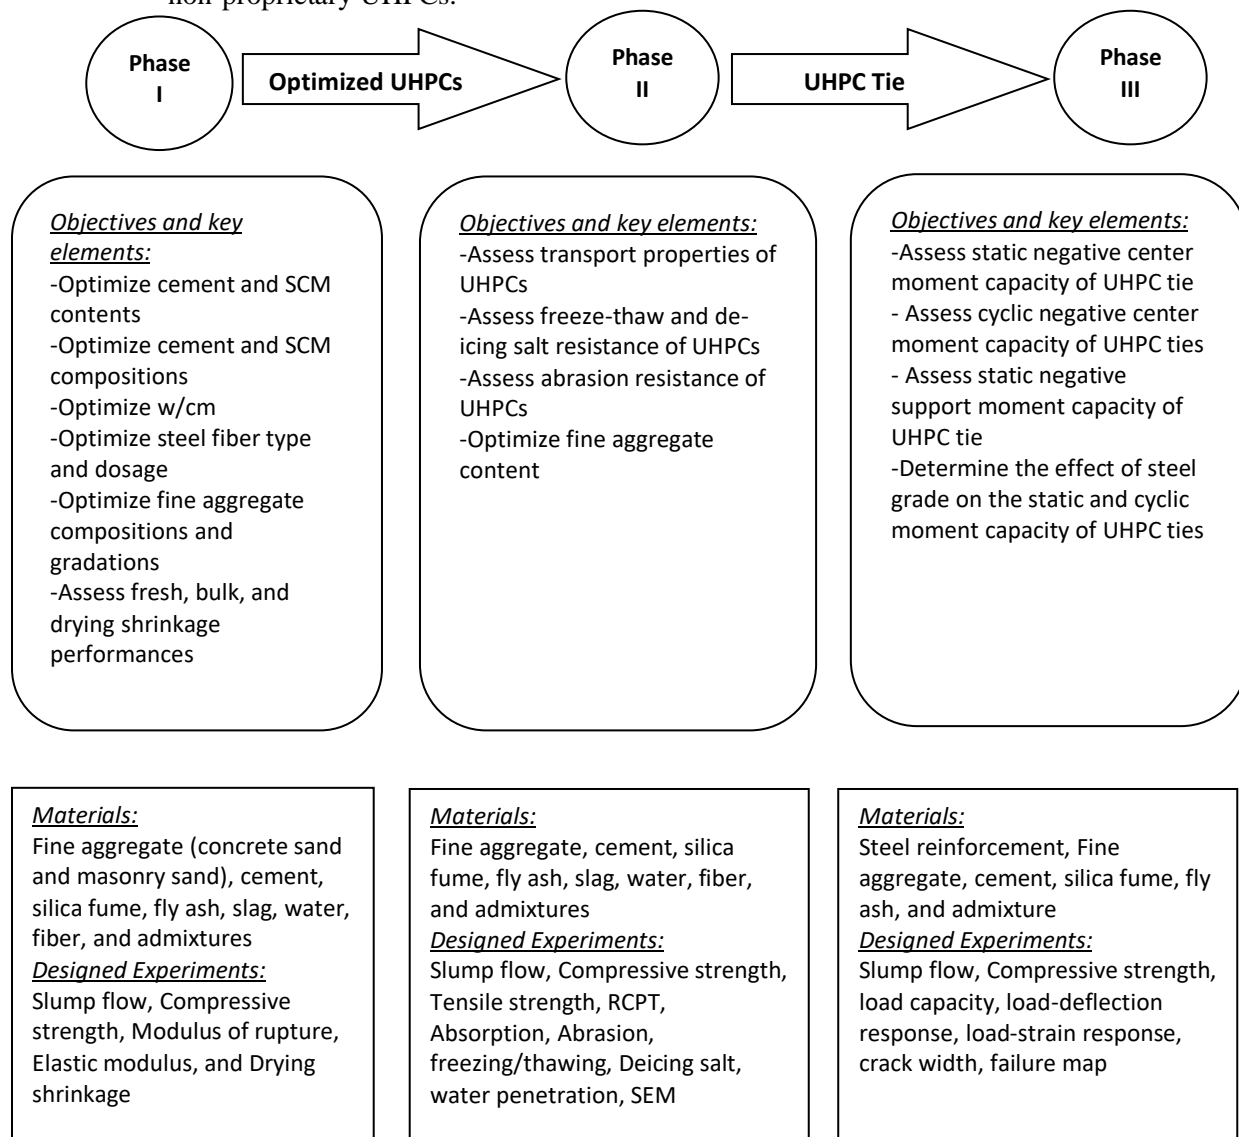 non-proprietary UHPCs.
Phase
I
Optimized UHPCs
Phase
II
UHPC Tie
Phase
III
Objectives and key
elements:
-Optimize cement and SCM
contents
-Optimize cement and SCM
compositions
-Optimize w/cm
-Optimize steel fiber type
and dosage
-Optimize fine aggregate
compositions and
gradations
-Assess fresh, bulk, and
drying shrinkage
performances
Objectives and key elements:
-Assess transport properties of
UHPCs
-Assess freeze-thaw and de-
icing salt resistance of UHPCs
-Assess abrasion resistance of
UHPCs
-Optimize fine aggregate
content
Objectives and key elements:
-Assess static negative center
moment capacity of UHPC tie
- Assess cyclic negative center
moment capacity of UHPC ties
- Assess static negative
support moment capacity of
UHPC tie
-Determine the effect of steel
grade on the static and cyclic
moment capacity of UHPC ties
Materials:
Fine aggregate (concrete sand
and masonry sand), cement,
silica fume, fly ash, slag, water,
fiber, and admixtures
Designed Experiments:
Slump flow, Compressive
strength, Modulus of rupture,
Elastic modulus, and Drying
shrinkage
Materials:
Fine aggregate, cement, silica
fume, fly ash, slag, water, fiber,
and admixtures
Designed Experiments:
Slump flow, Compressive strength,
Tensile strength, RCPT,
Absorption, Abrasion,
freezing/thawing, Deicing salt,
water penetration, SEM
Materials:
Steel reinforcement, Fine
aggregate, cement, silica fume, fly
ash, and admixture
Designed Experiments:
Slump flow, Compressive strength,
load capacity, load-deflection
response, load-strain response,
crack width, failure map